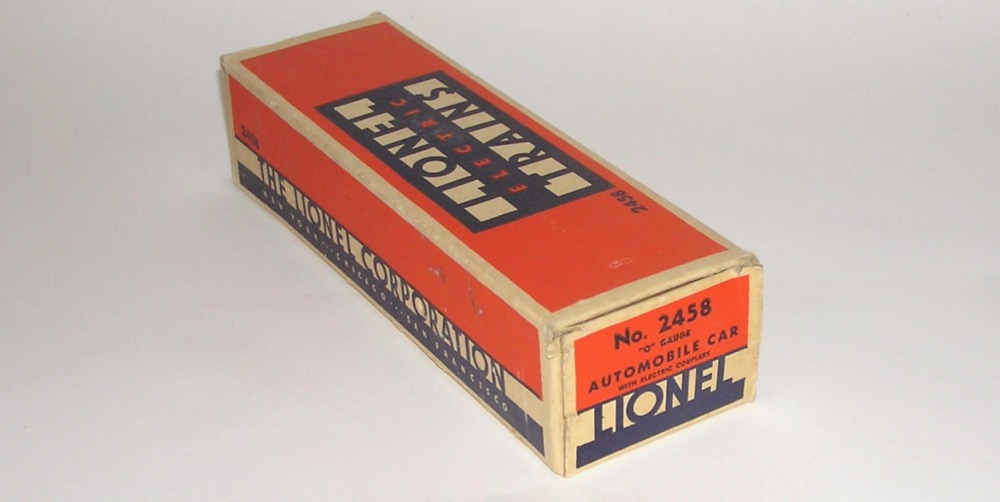 LIONEL
ELECTRIC
TRAINS
2458
2458
THE LIONEL CORPORATION
NEW YORK · CHICAGO · SAN FRANCISCO
No. 2458
"O" GAUGE
AUTOMOBILE CAR
WITH ELECTRIC COUPLERS
LIONEL